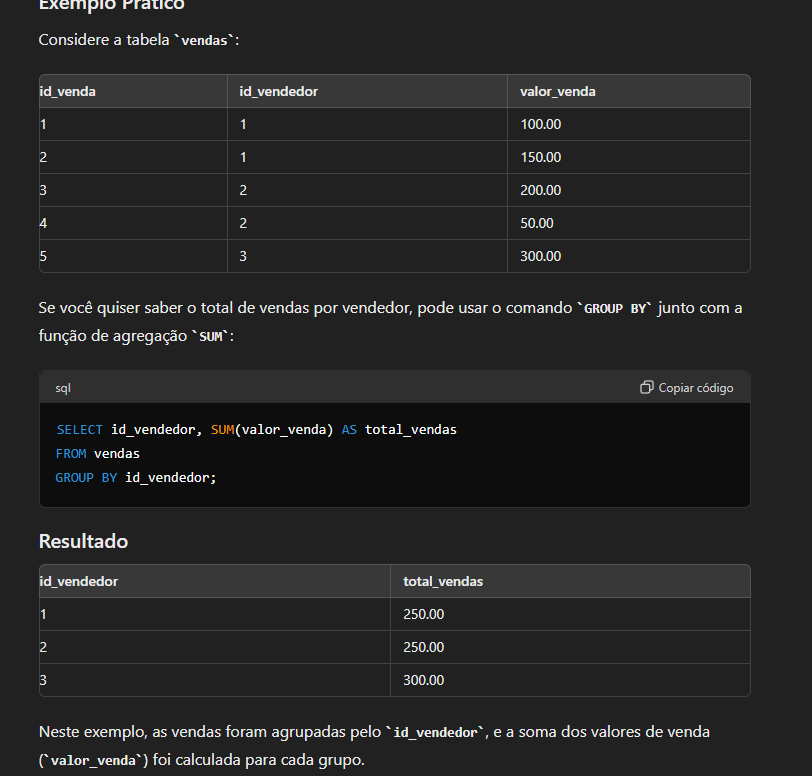 Exemplo Prático
Considere a tabela `vendas`:
id_venda id_vendedor valor_venda
1 1 100.00
2 1 150.00
3 2 200.00
4 2 50.00
5 3 300.00
Se você quiser saber o total de vendas por vendedor, pode usar o comando `GROUP BY` junto com a
função de agregação `SUM`:
sql Copiar código
SELECT id_vendedor, SUM(valor_venda) AS total_vendas
FROM vendas
GROUP BY id_vendedor;
Resultado
id_vendedor total_vendas
1 250.00
2 250.00
3 300.00
Neste exemplo, as vendas foram agrupadas pelo `id_vendedor`, e a soma dos valores de venda
(`valor_venda`) foi calculada para cada grupo.